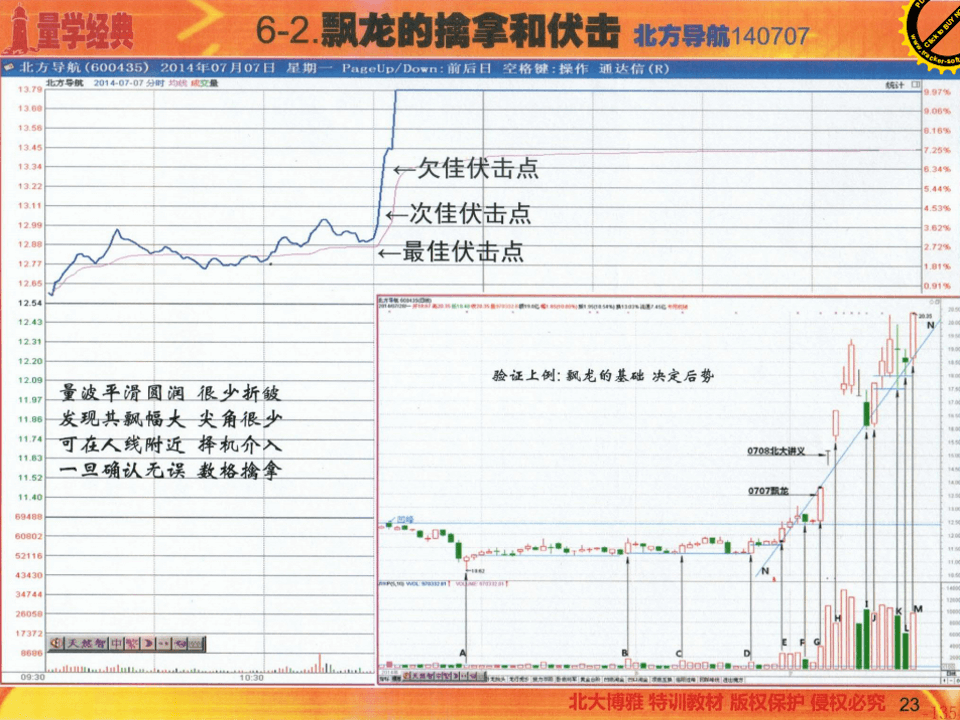 量学经典
6-2.飘龙的擒拿和伏击 北方导航140707
Click to BUY NOW
北方导航(600435) 2014年07月07日 星期一 PageUp/Down:前后日 空格键:操作 通达信(R)
北方导航 2014-07-07 分时 均线 成交量 统计
13.79 9.97%
13.68 9.06%
13.56 8.16%
13.45 7.25%
13.34 6.34%
13.22 5.44%
13.11 4.53%
12.99 3.62%
12.88 2.72%
12.77 1.81%
12.65 0.91%
12.54
12.43
12.31
12.20
12.09
11.97
11.86
11.74
11.63
11.52
11.40
69488
60802
52116
43430
34744
26058
17372
8686
09:30 10:30
←欠佳伏击点
←次佳伏击点
←最佳伏击点
量波平滑圆润 很少折皱
发现其飘幅大 尖角很少
可在人线附近 择机介入
一旦确认无误 数格擒拿
验证上例:飘龙的基础 决定后势
0708北大讲义
0707飘龙
凹峰
20.35
N
N
A B C D E F G H I J K L M
天然智
北大博雅 特训教材 版权保护 侵权必究 23
135